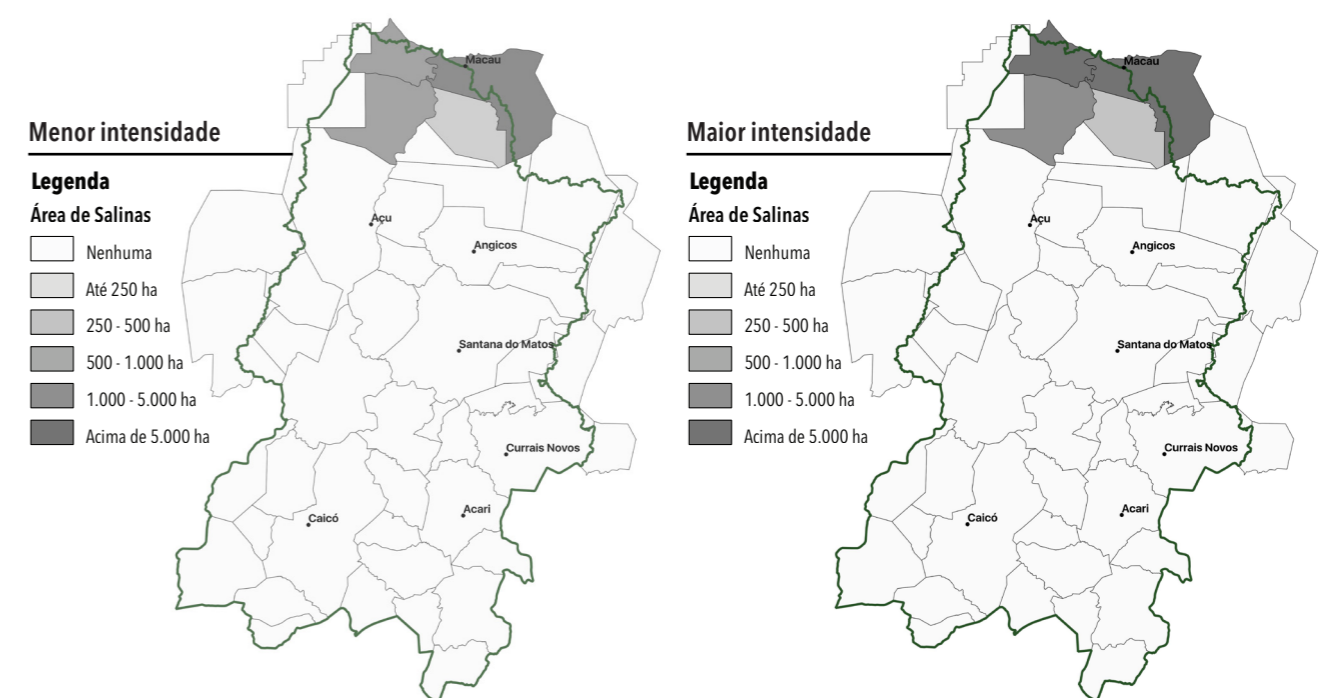 Menor intensidade
Legenda
Área de Salinas
Nenhuma
Até 250 ha
250 - 500 ha
500 - 1.000 ha
1.000 - 5.000 ha
Acima de 5.000 ha
Macau
Açu
Angicos
Santana do Matos
Currais Novos
Caicó
Acari
Maior intensidade
Legenda
Área de Salinas
Nenhuma
Até 250 ha
250 - 500 ha
500 - 1.000 ha
1.000 - 5.000 ha
Acima de 5.000 ha
Macau
Açu
Angicos
Santana do Matos
Currais Novos
Caicó
Acari